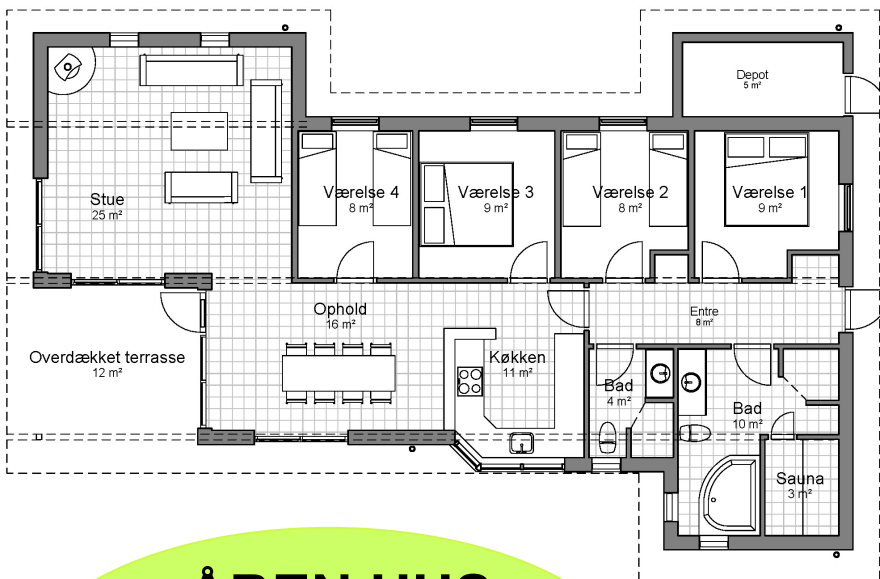 Depot
5 m²
Stue
25 m²
Værelse 4
8 m²
Værelse 3
9 m²
Værelse 2
8 m²
Værelse 1
9 m²
Ophold
16 m²
Entre
8 m²
Overdækket terrasse
12 m²
Køkken
11 m²
Bad
4 m²
Bad
10 m²
Sauna
3 m²
ÅBEN HUS